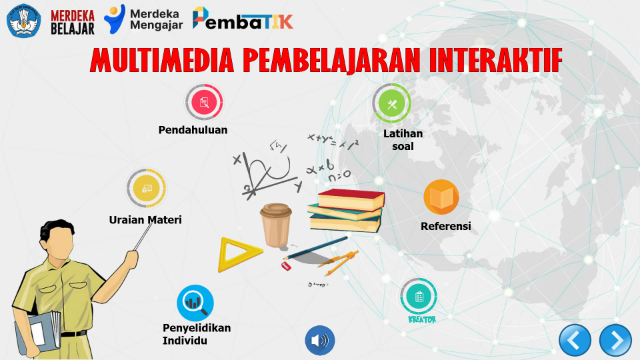 MERDEKA
BELAJAR
Merdeka
Mengajar
PembaTIK
MULTIMEDIA PEMBELAJARAN INTERAKTIF
Pendahuluan
Latihan
soal
Uraian Materi
Referensi
Penyelidikan
Individu
KREATOR